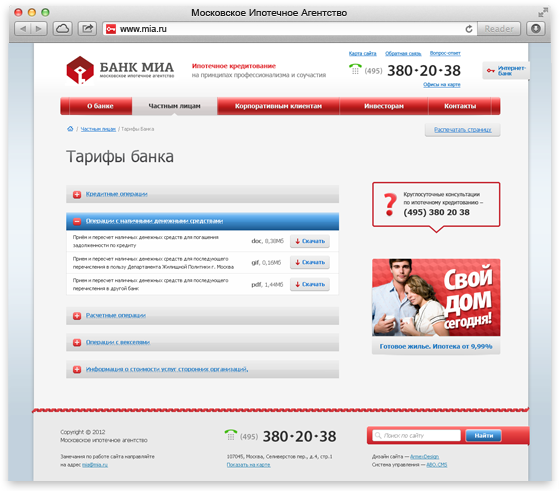 Московское Ипотечное Агентство
www.mia.ru
Reader
Карта сайта
Обратная связь
Вопрос ответ
БАНК МИА
МОСКОВСКОЕ ИПОТЕЧНОЕ АГЕНТСТВО
Ипотечное кредитование
на принципах профессионализма и соучастия
(495) 380·20·38
Офисы на карте
Интернет-
банк
О банке
Частным лицам
Корпоративным клиентам
Инвесторам
Контакты
/ Частным лицам / Тарифы Банка
Распечатать страницу
Тарифы банка
Кредитные операции
Операции с наличными денежными средствами
Прием и пересчет наличных денежных средств для погашения
задолженности по кредиту
doc, 8,38Мб
Скачать
Прием и пересчет наличных денежных средств для последующего
перечисления в пользу Департамента Жилищной Политики г. Москва
gif, 0,16Мб
Скачать
Прием и пересчет наличных денежных средств для последующего
перечисления в другой банк
pdf, 1,44Мб
Скачать
Расчетные операции
Операции с векселями
Информация о стоимости услуг сторонних организаций.
?
Круглосуточные консультации
по ипотечному кредитованию –
(495) 380 20 38
Свой
дом
сегодня!
Готовое жилье. Ипотека от 9,99%
Copyright © 2012
Московское ипотечное агентство
Замечания по работе сайта направляйте
на адрес mia@mia.ru
(495) 380·20·38
107045, Москва, Селиверстов пер., д.4, стр.1
Показать на карте
Поиск по сайту
Найти
Дизайн сайта — ArmenDesign
Система управления — ABO.CMS